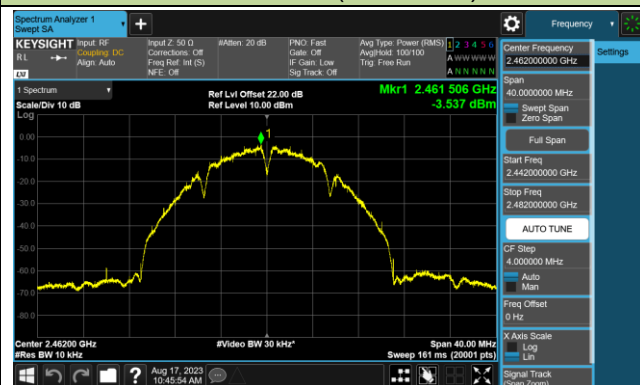 Spectrum Analyzer 1
Swept SA
Frequency
KEYSIGHT
RL
LXI
Input: RF
Coupling: DC
Align: Auto
Input Z: 50 Ω
Corrections: Off
Freq Ref: Int (S)
NFE: Off
#Atten: 20 dB
PNO: Fast
Gate: Off
IF Gain: Low
Sig Track: Off
Avg Type: Power (RMS)
Avg|Hold: 100/100
Trig: Free Run
1 2 3 4 5 6
A W W W W W
A N N N N N
1 Spectrum
Scale/Div 10 dB
Log
Ref Lvl Offset 22.00 dB
Ref Level 10.00 dBm
Mkr1 2.461 506 GHz
-3.537 dBm
1
0.00
-10.0
-20.0
-30.0
-40.0
-50.0
-60.0
-70.0
-80.0
Center 2.46200 GHz
#Res BW 10 kHz
#Video BW 30 kHz*
Span 40.00 MHz
Sweep 161 ms (20001 pts)
Center Frequency
2.462000000 GHz
Settings
Span
40.0000000 MHz
Swept Span
Zero Span
Full Span
Start Freq
2.442000000 GHz
Stop Freq
2.482000000 GHz
AUTO TUNE
CF Step
4.000000 MHz
Auto
Man
Freq Offset
0 Hz
X Axis Scale
Log
Lin
Signal Track
(Span Zoom)
Aug 17, 2023
10:45:54 AM